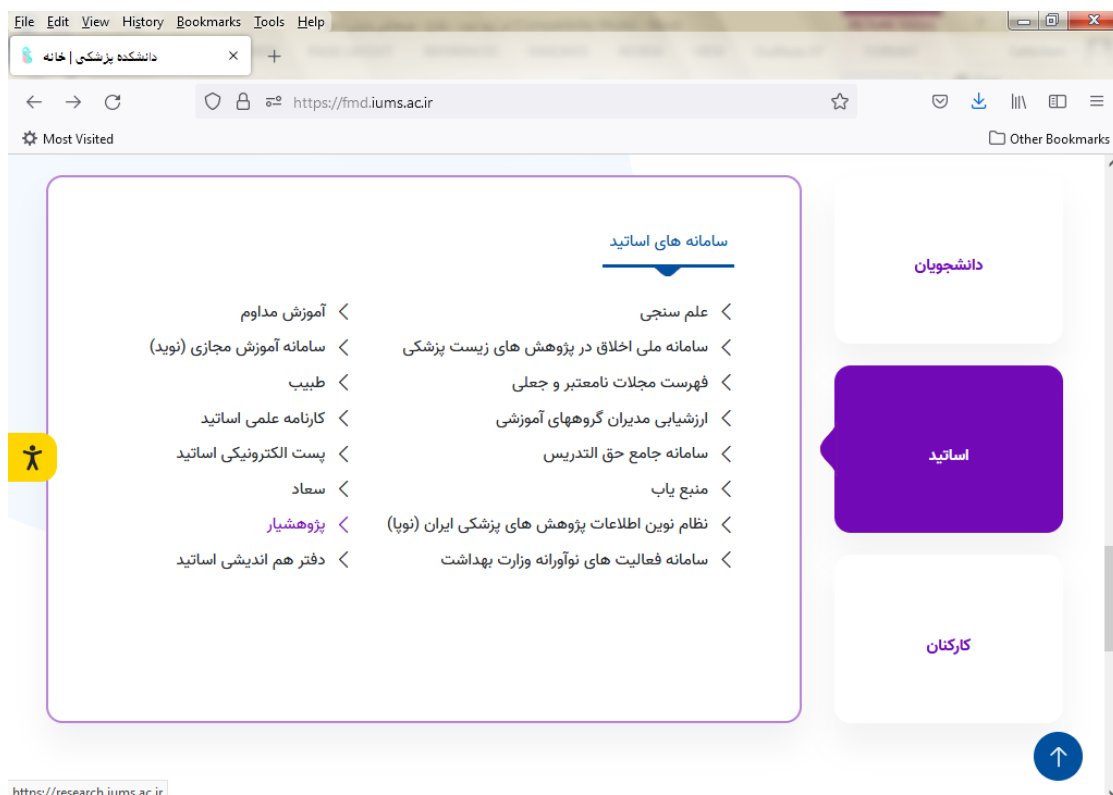 File Edit View History Bookmarks Tools Help
دانشکده پزشکی | خانه
https://fmd.iums.ac.ir
Most Visited
Other Bookmarks
سامانه های اساتید
علم سنجی
سامانه ملی اخلاق در پژوهش های زیست پزشکی
فهرست مجلات نامعتبر و جعلی
ارزشیابی مدیران گروههای آموزشی
سامانه جامع حق التدریس
منبع یاب
نظام نوین اطلاعات پژوهش های پزشکی ایران (نوپا)
سامانه فعالیت های نوآورانه وزارت بهداشت
آموزش مداوم
سامانه آموزش مجازی (نوید)
طبیب
کارنامه علمی اساتید
پست الکترونیکی اساتید
سعاد
پژوهشیار
دفتر هم اندیشی اساتید
دانشجویان
اساتید
کارکنان
https://research.iums.ac.ir